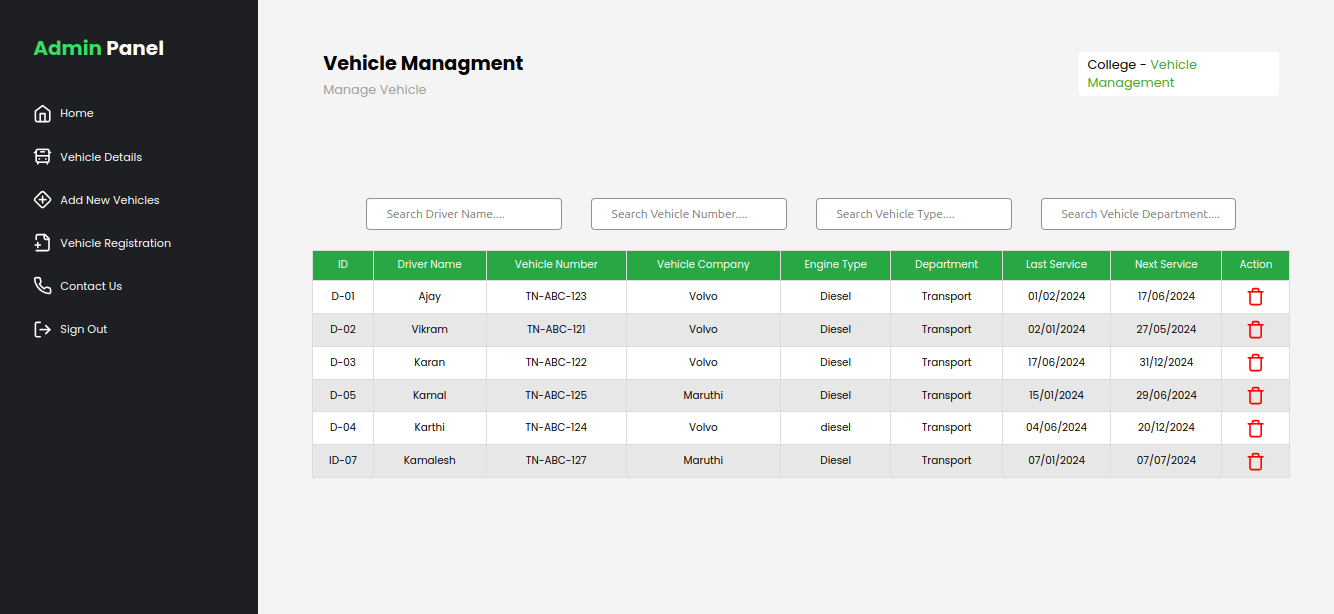 Admin Panel
Home
Vehicle Details
Add New Vehicles
Vehicle Registration
Contact Us
Sign Out
Vehicle Managment
Manage Vehicle
College - Vehicle
Management
Search Driver Name.... Search Vehicle Number.... Search Vehicle Type.... Search Vehicle Department....
ID Driver Name Vehicle Number Vehicle Company Engine Type Department Last Service Next Service Action
D-01 Ajay TN-ABC-123 Volvo Diesel Transport 01/02/2024 17/06/2024
D-02 Vikram TN-ABC-121 Volvo Diesel Transport 02/01/2024 27/05/2024
D-03 Karan TN-ABC-122 Volvo Diesel Transport 17/06/2024 31/12/2024
D-05 Kamal TN-ABC-125 Maruthi Diesel Transport 15/01/2024 29/06/2024
D-04 Karthi TN-ABC-124 Volvo diesel Transport 04/06/2024 20/12/2024
ID-07 Kamalesh TN-ABC-127 Maruthi Diesel Transport 07/01/2024 07/07/2024